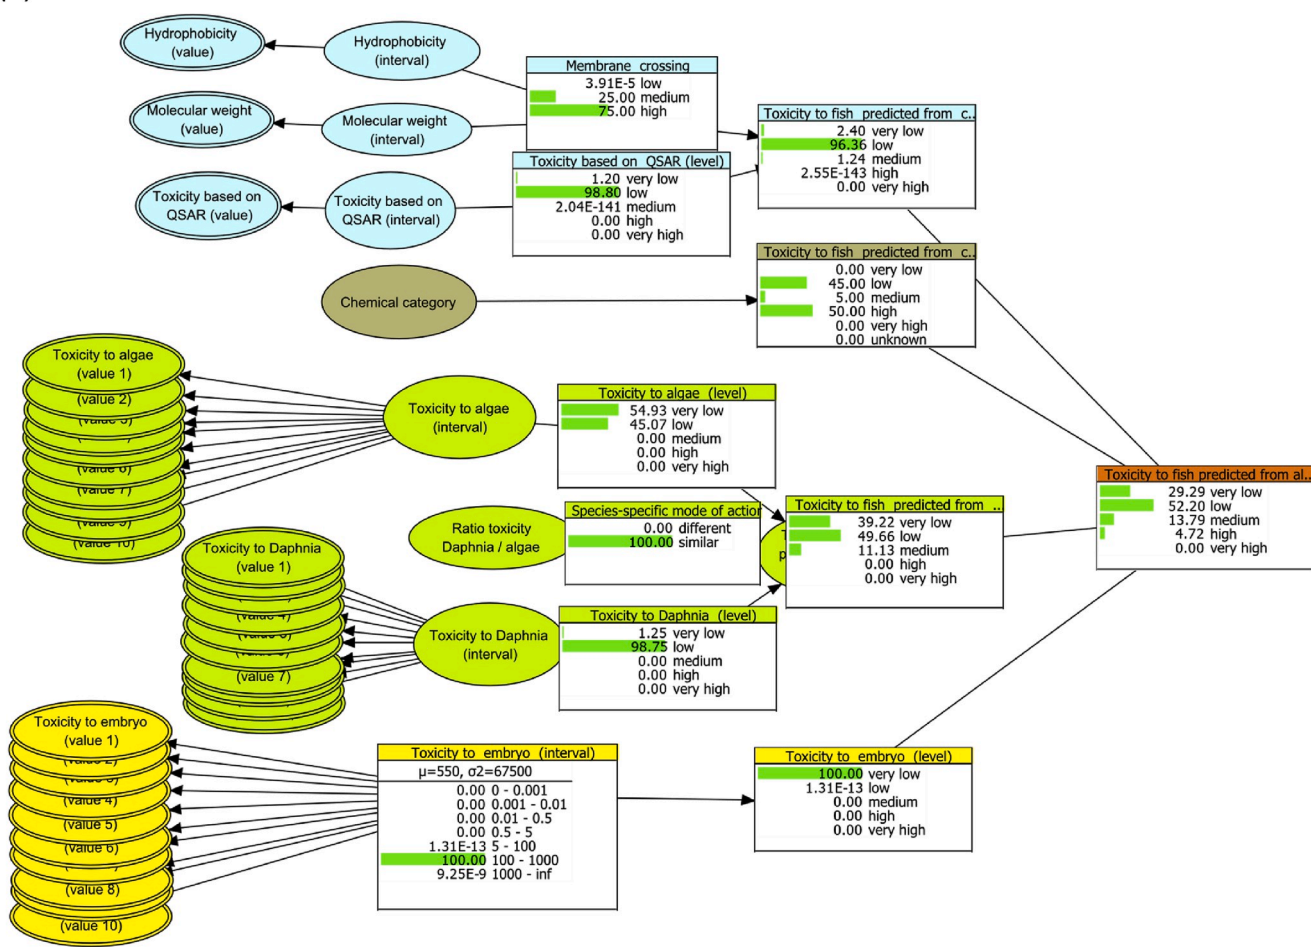 Hydrophobicity
(value)
Hydrophobicity
(interval)
Molecular weight
(value)
Molecular weight
(interval)
Toxicity based on
QSAR (value)
Toxicity based on
QSAR (interval)
Membrane crossing
3.91E-5 low
25.00 medium
75.00 high
Toxicity based on QSAR (level)
1.20 very low
98.80 low
2.04E-141 medium
0.00 high
0.00 very high
Toxicity to fish predicted from c..
2.40 very low
96.36 low
1.24 medium
2.55E-143 high
0.00 very high
Chemical category
Toxicity to fish predicted from c..
0.00 very low
45.00 low
5.00 medium
50.00 high
0.00 very high
0.00 unknown
Toxicity to algae
(value 1)
(value 2)
(value 6)
(value 7)
(value 10)
Toxicity to algae
(interval)
Toxicity to algae (level)
54.93 very low
45.07 low
0.00 medium
0.00 high
0.00 very high
Ratio toxicity
Daphnia / algae
Species-specific mode of action
0.00 different
100.00 similar
Toxicity to fish predicted from ...
39.22 very low
49.66 low
11.13 medium
0.00 high
0.00 very high
Toxicity to fish predicted from al..
29.29 very low
52.20 low
13.79 medium
4.72 high
0.00 very high
Toxicity to Daphnia
(value 1)
(value 4)
(value 7)
Toxicity to Daphnia
(interval)
Toxicity to Daphnia (level)
1.25 very low
98.75 low
0.00 medium
0.00 high
0.00 very high
Toxicity to embryo
(value 1)
(value 4)
(value 5)
(value 6)
(value 8)
(value 10)
Toxicity to embryo (interval)
μ=550, σ2=67500
0.00 0 - 0.001
0.00 0.001 - 0.01
0.00 0.01 - 0.5
0.00 0.5 - 5
1.31E-13 5 - 100
100.00 100 - 1000
9.25E-9 1000 - inf
Toxicity to embryo (level)
100.00 very low
1.31E-13 low
0.00 medium
0.00 high
0.00 very high